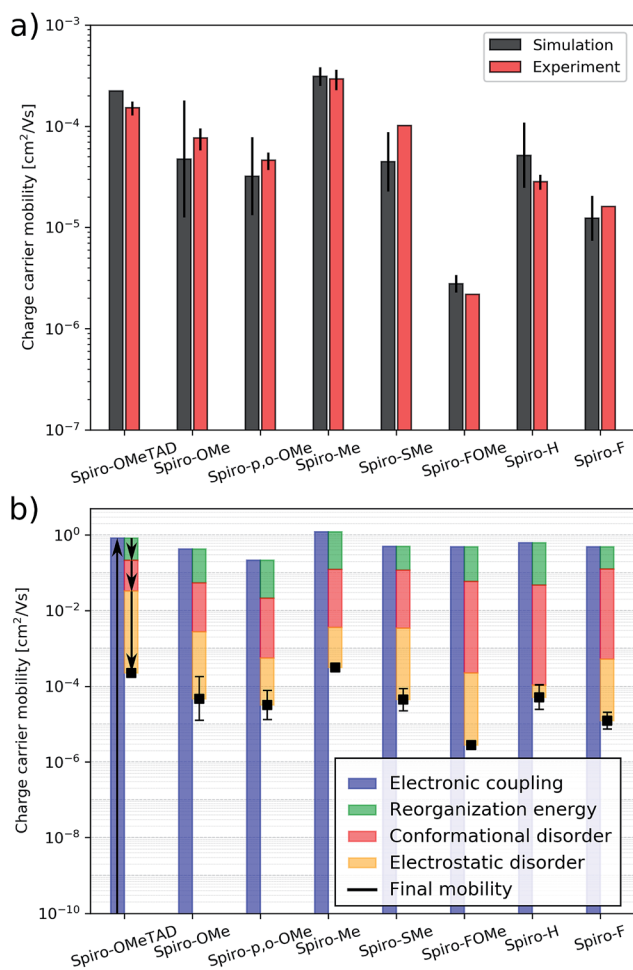 a)
Charge carrier mobility [cm²/Vs]
10⁻³
10⁻⁴
10⁻⁵
10⁻⁶
10⁻⁷
Simulation
Experiment
Spiro-OMeTAD
Spiro-OMe
Spiro-p,o-OMe
Spiro-Me
Spiro-SMe
Spiro-FOMe
Spiro-H
Spiro-F
b)
Charge carrier mobility [cm²/Vs]
10⁰
10⁻²
10⁻⁴
10⁻⁶
10⁻⁸
10⁻¹⁰
Electronic coupling
Reorganization energy
Conformational disorder
Electrostatic disorder
Final mobility
Spiro-OMeTAD
Spiro-OMe
Spiro-p,o-OMe
Spiro-Me
Spiro-SMe
Spiro-FOMe
Spiro-H
Spiro-F